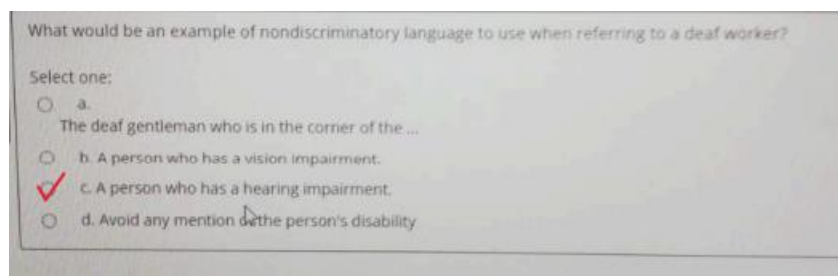 What would be an example of nondiscriminatory language to use when referring to a deaf worker?
Select one:
a.
The deaf gentleman who is in the corner of the ...
b. A person who has a vision impairment.
c. A person who has a hearing impairment.
d. Avoid any mention of the person's disability